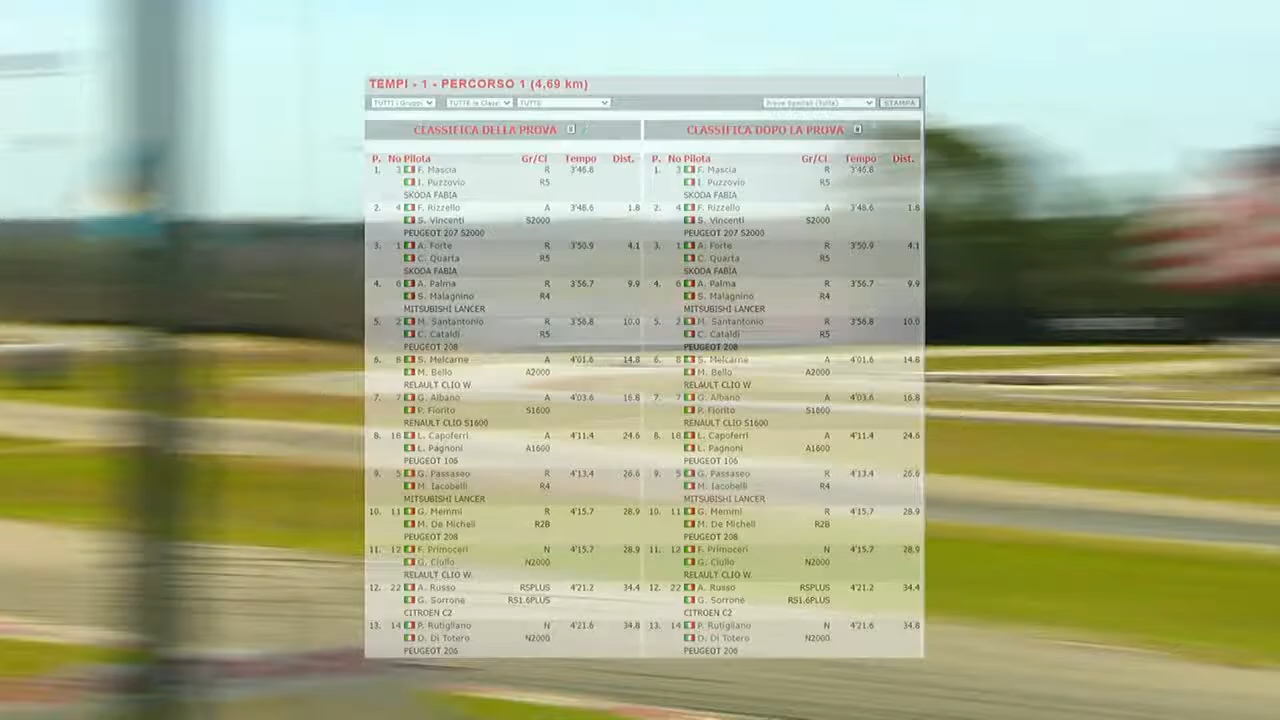 TEMPI - 1 - PERCORSO 1 (4,69 km)
TUTTI i Gruppi TUTTE le Classi TUTTE Prove Speciali (Tutte) STAMPA
CLASSIFICA DELLA PROVA CLASSIFICA DOPO LA PROVA
P. No Pilota Gr/Cl Tempo Dist. P. No Pilota Gr/Cl Tempo Dist.
1. 3 F. Mascia R 3'46.8 1. 3 F. Mascia R 3'46.8
I. Puzzovio R5 I. Puzzovio R5
SKODA FABIA SKODA FABIA
2. 4 F. Rizzello A 3'48.6 1.8 2. 4 F. Rizzello A 3'48.6 1.8
S. Vincenti S2000 S. Vincenti S2000
PEUGEOT 207 S2000 PEUGEOT 207 S2000
3. 1 A. Forte R 3'50.9 4.1 3. 1 A. Forte R 3'50.9 4.1
C. Quarta R5 C. Quarta R5
SKODA FABIA SKODA FABIA
4. 6 A. Palma R 3'56.7 9.9 4. 6 A. Palma R 3'56.7 9.9
S. Malagnino R4 S. Malagnino R4
MITSUBISHI LANCER MITSUBISHI LANCER
5. 2 M. Santantonio R 3'56.8 10.0 5. 2 M. Santantonio R 3'56.8 10.0
C. Cataldi R5 C. Cataldi R5
PEUGEOT 208 PEUGEOT 208
6. 8 S. Melcarne A 4'01.6 14.8 6. 8 S. Melcarne A 4'01.6 14.8
M. Bello A2000 M. Bello A2000
RELAULT CLIO W RELAULT CLIO W
7. 7 G. Albano A 4'03.6 16.8 7. 7 G. Albano A 4'03.6 16.8
P. Fiorito S1600 P. Fiorito S1600
RENAULT CLIO S1600 RENAULT CLIO S1600
8. 18 L. Capoferri A 4'11.4 24.6 8. 18 L. Capoferri A 4'11.4 24.6
L. Pagnoni A1600 L. Pagnoni A1600
PEUGEOT 106 PEUGEOT 106
9. 5 G. Passaseo R 4'13.4 26.6 9. 5 G. Passaseo R 4'13.4 26.6
M. Iacobelli R4 M. Iacobelli R4
MITSUBISHI LANCER MITSUBISHI LANCER
10. 11 G. Memmi R 4'15.7 28.9 10. 11 G. Memmi R 4'15.7 28.9
M. De Micheli R2B M. De Micheli R2B
PEUGEOT 208 PEUGEOT 208
11. 12 F. Primoceri N 4'15.7 28.9 11. 12 F. Primoceri N 4'15.7 28.9
G. Ciullo N2000 G. Ciullo N2000
RELAULT CLIO W RELAULT CLIO W
12. 22 A. Russo RSPLUS 4'21.2 34.4 12. 22 A. Russo RSPLUS 4'21.2 34.4
G. Sorrone RS1.6PLUS G. Sorrone RS1.6PLUS
CITROEN C2 CITROEN C2
13. 14 P. Rutigliano N 4'21.6 34.8 13. 14 P. Rutigliano N 4'21.6 34.8
D. Di Totero N2000 D. Di Totero N2000
PEUGEOT 206 PEUGEOT 206